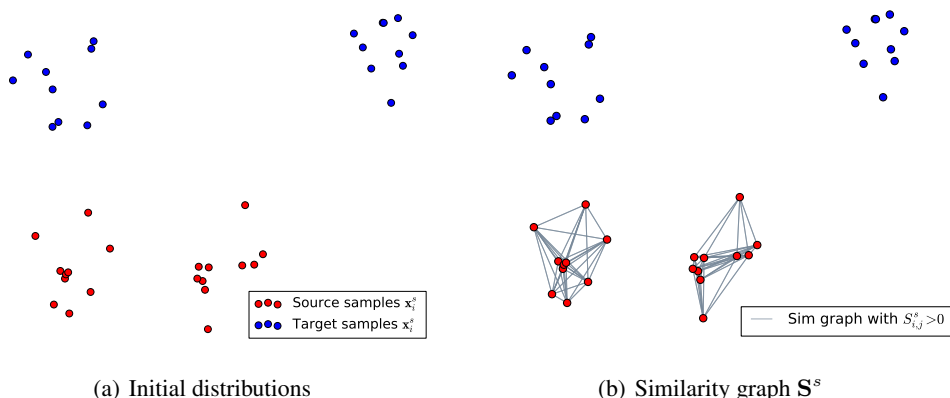 Source samples x_i^s
Target samples x_i^s
Sim graph with S_{i,j}^s >0
(a) Initial distributions
(b) Similarity graph S^s